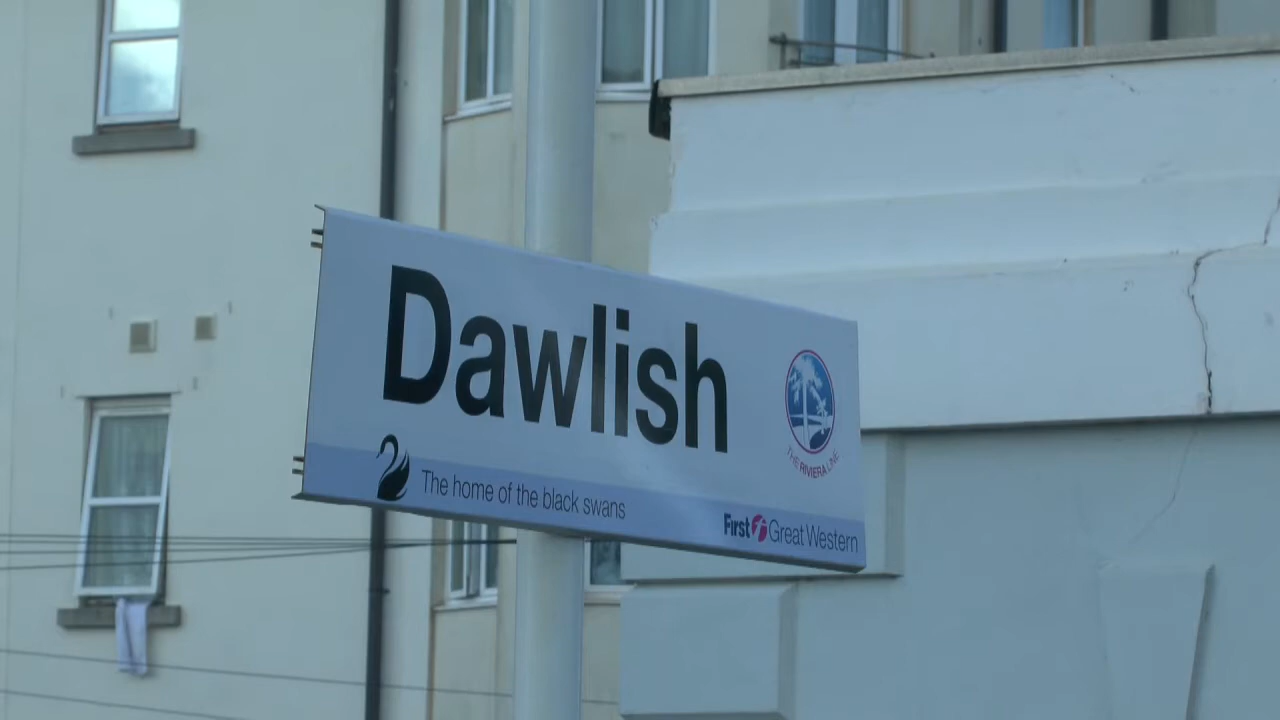 Dawlish
THE RIVIERA LINE
The home of the black swans
First Great Western